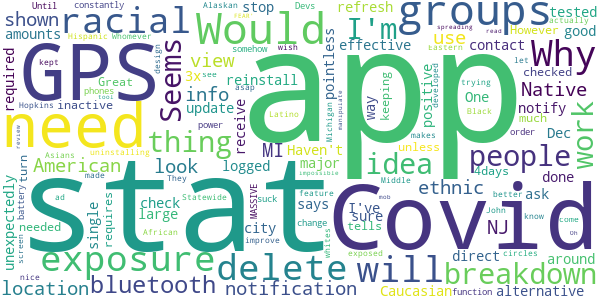 Until constantly Alaskan Devs refresh tested
down racial Would I'm stop groups
shown Hispanic Whomever somehow wish However good
amounts Great 3x effective pointless use contact checked
GPS Seems view app Why
required reinstall design keeping One Eastern read let
info phones see way positive developed trying Native
Hopkins inactive update logged spreading actually notify Dec
need receive power Latino Michigan manipulate Black much
review thing MI Haven't idea people work
uninstalling tool asap makes order unless
American look major 4days done
Asians They impossible
unexpectedly turn made logged ethnic ask
battery ad check feature says I've Middle better John NJ
stat Covid
needed Statewide large MASSIVE suck change sure whites tells mob know come Oh
single requires African city improve exposed direct circles around
screen exposure delete will breakdown
location nice bluetooth notification Caucasian function alternative